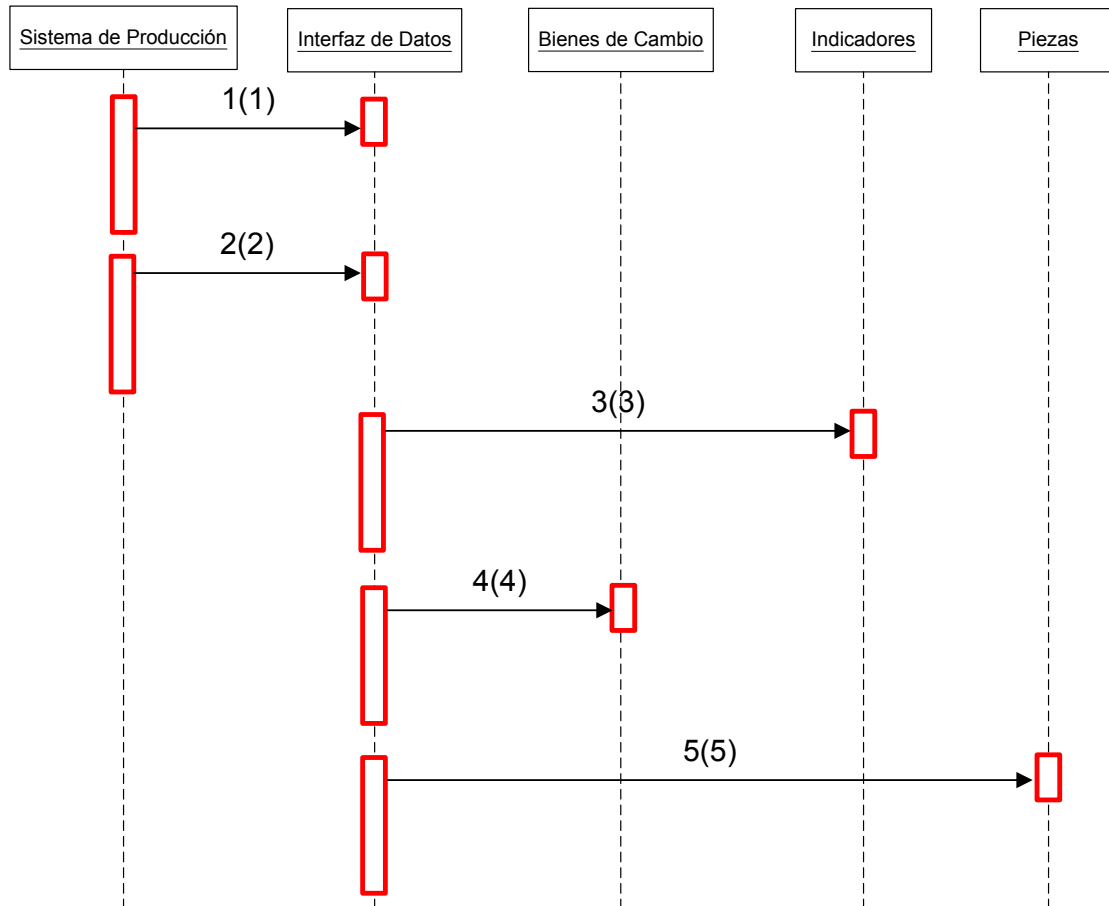 Sistema de Producción
Interfaz de Datos
Bienes de Cambio
Indicadores
Piezas
1(1)
2(2)
3(3)
4(4)
5(5)